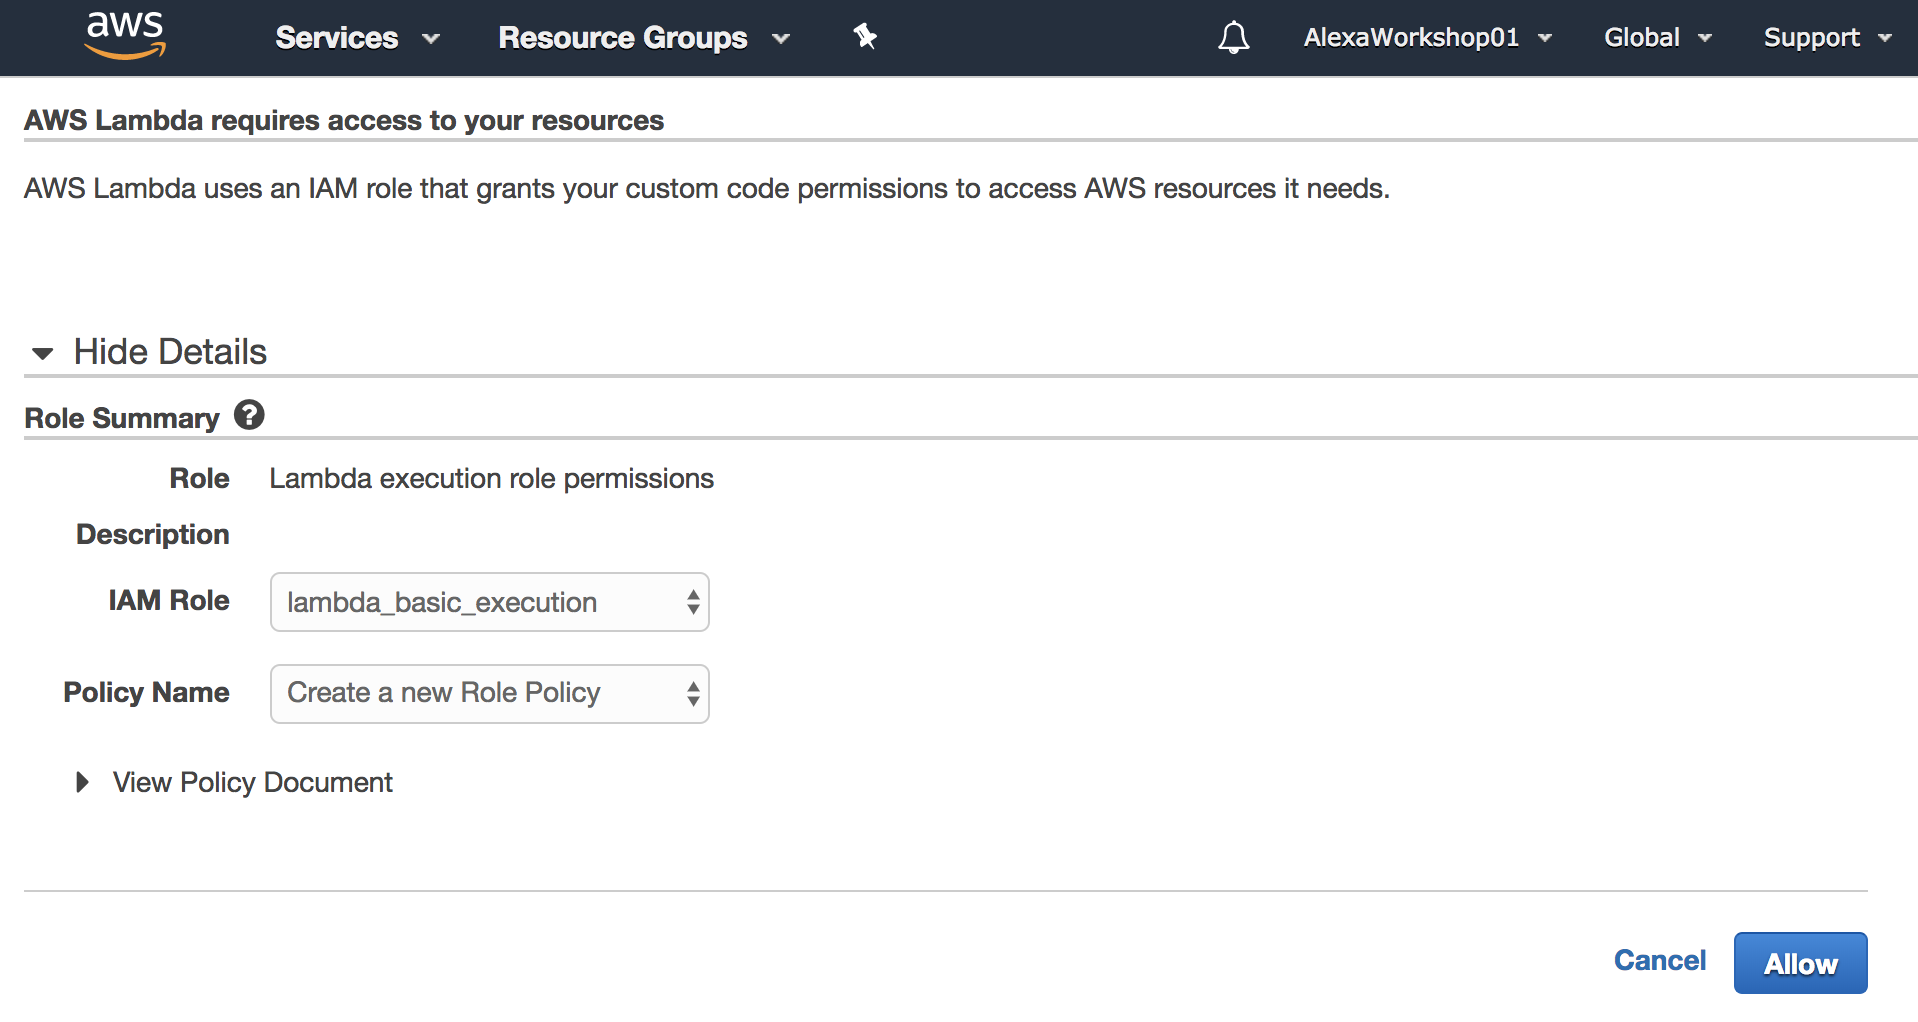 aws Services Resource Groups AlexaWorkshop01 Global Support
AWS Lambda requires access to your resources
AWS Lambda uses an IAM role that grants your custom code permissions to access AWS resources it needs.
Hide Details
Role Summary ?
Role Lambda execution role permissions
Description
IAM Role lambda_basic_execution
Policy Name Create a new Role Policy
View Policy Document
Cancel Allow